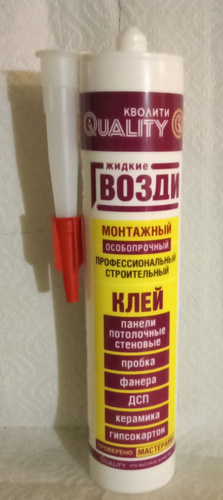 КВОЛИТИ
QUALITY
ЖИДКИЕ
ГВОЗДИ
МОНТАЖНЫЙ
ОСОБОПРОЧНЫЙ
ПРОФЕССИОНАЛЬНЫЙ
СТРОИТЕЛЬНЫЙ
КЛЕЙ
панели
потолочные
стеновые
пробка
фанера
ДСП
керамика
гипсокартон
ПРОВЕРЕНО МАСТЕРАМИ
QUALITY